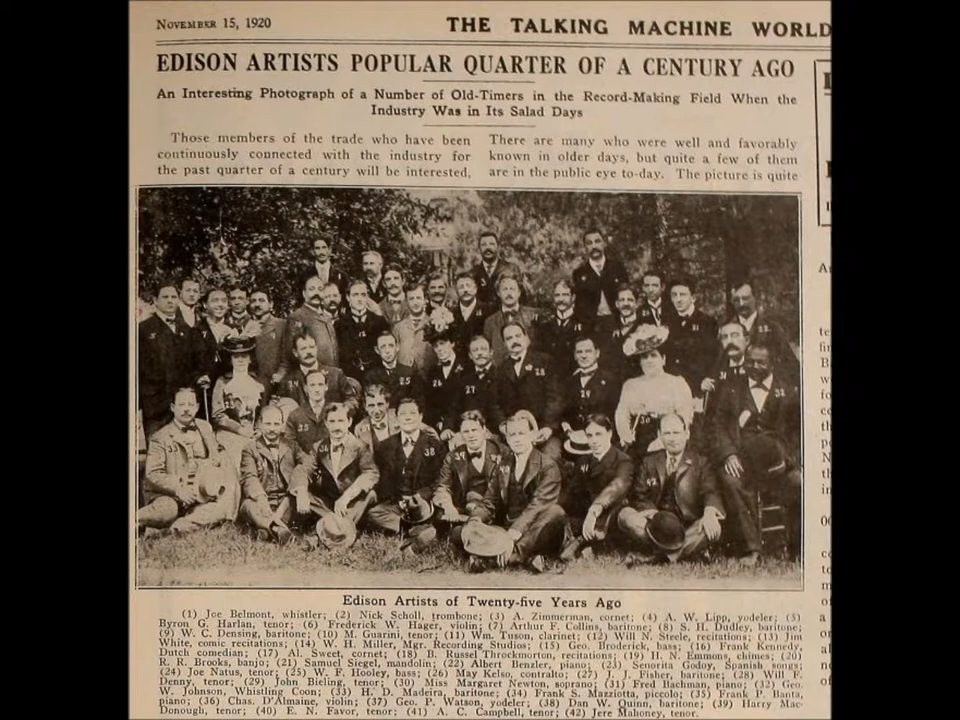 NOVEMBER 15, 1920
THE TALKING MACHINE WORLD
EDISON ARTISTS POPULAR QUARTER OF A CENTURY AGO
An Interesting Photograph of a Number of Old-Timers in the Record-Making Field When the
Industry Was in Its Salad Days
Those members of the trade who have been
continuously connected with the industry for
the past quarter of a century will be interested,
There are many who were well and favorably
known in older days, but quite a few of them
are in the public eye to-day. The picture is quite
Edison Artists of Twenty-five Years Ago
(1) Joe Belmont, whistler; (2) Nick Scholl, trombone; (3) A. Zimmerman, cornet; (4) A. W. Lipp, yodeler; (5)
Byron G. Harlan, tenor; (6) Frederick W. Hager, violin; (7) Arthur F. Collins, baritone; (8) S. H. Dudley, baritone;
(9) W. C. Densing, baritone; (10) M. Guarini, tenor; (11) Wm. Tuson, clarinet; (12) Will N. Steele, recitations; (13) Jim
White, comic recitations; (14) W. H. Miller, Mgr. Recording Studios; (15) Geo. Broderick, bass; (16) Frank Kennedy,
Dutch comedian; (17) Al. Sweet, cornet; (18) B. Russel Throckmorton, recitations; (19) H. N. Emmons, chimes; (20)
R. R. Brooks, banjo; (21) Samuel Siegel, mandolin; (22) Albert Benzler, piano; (23) Senorita Godoy, Spanish songs;
(24) Joe Natus, tenor; (25) W. F. Hooley, bass; (26) May Kelso, contralto; (27) J. J. Fisher, baritone; (28) Will F.
Denny, tenor; (29) John Bieling, tenor; (30) Miss Margaret Newton, soprano; (31) Fred Bachman, piano; (32) Geo.
W. Johnson, Whistling Coon; (33) H. D. Madeira, baritone; (34) Frank S. Mazziotta, piccolo; (35) Frank P. Banta,
piano; (36) Chas. D'Almaine, violin; (37) Geo. P. Watson, yodeler; (38) Dan W. Quinn, baritone; (39) Harry Mac-
Donough, tenor; (40) E. N. Favor, tenor; (41) A. C. Campbell, tenor; (42) Jere Mahoney, tenor.